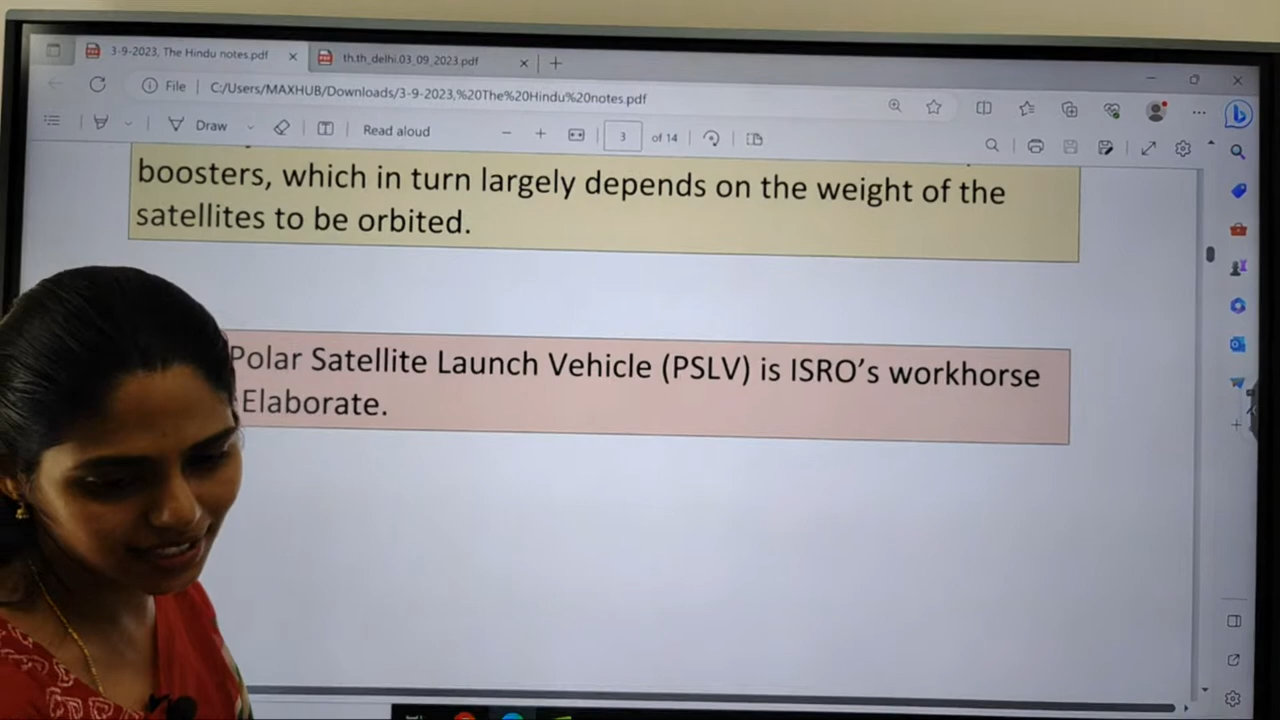 3-9-2023, The Hindu notes.pdf
th.th_delhi.03_09_2023.pdf
File
C:/Users/MAXHUB/Downloads/3-9-2023,%20The%20Hindu%20notes.pdf
Draw
Read aloud
3
of 14
boosters, which in turn largely depends on the weight of the
satellites to be orbited.
Polar Satellite Launch Vehicle (PSLV) is ISRO's workhorse
Elaborate.